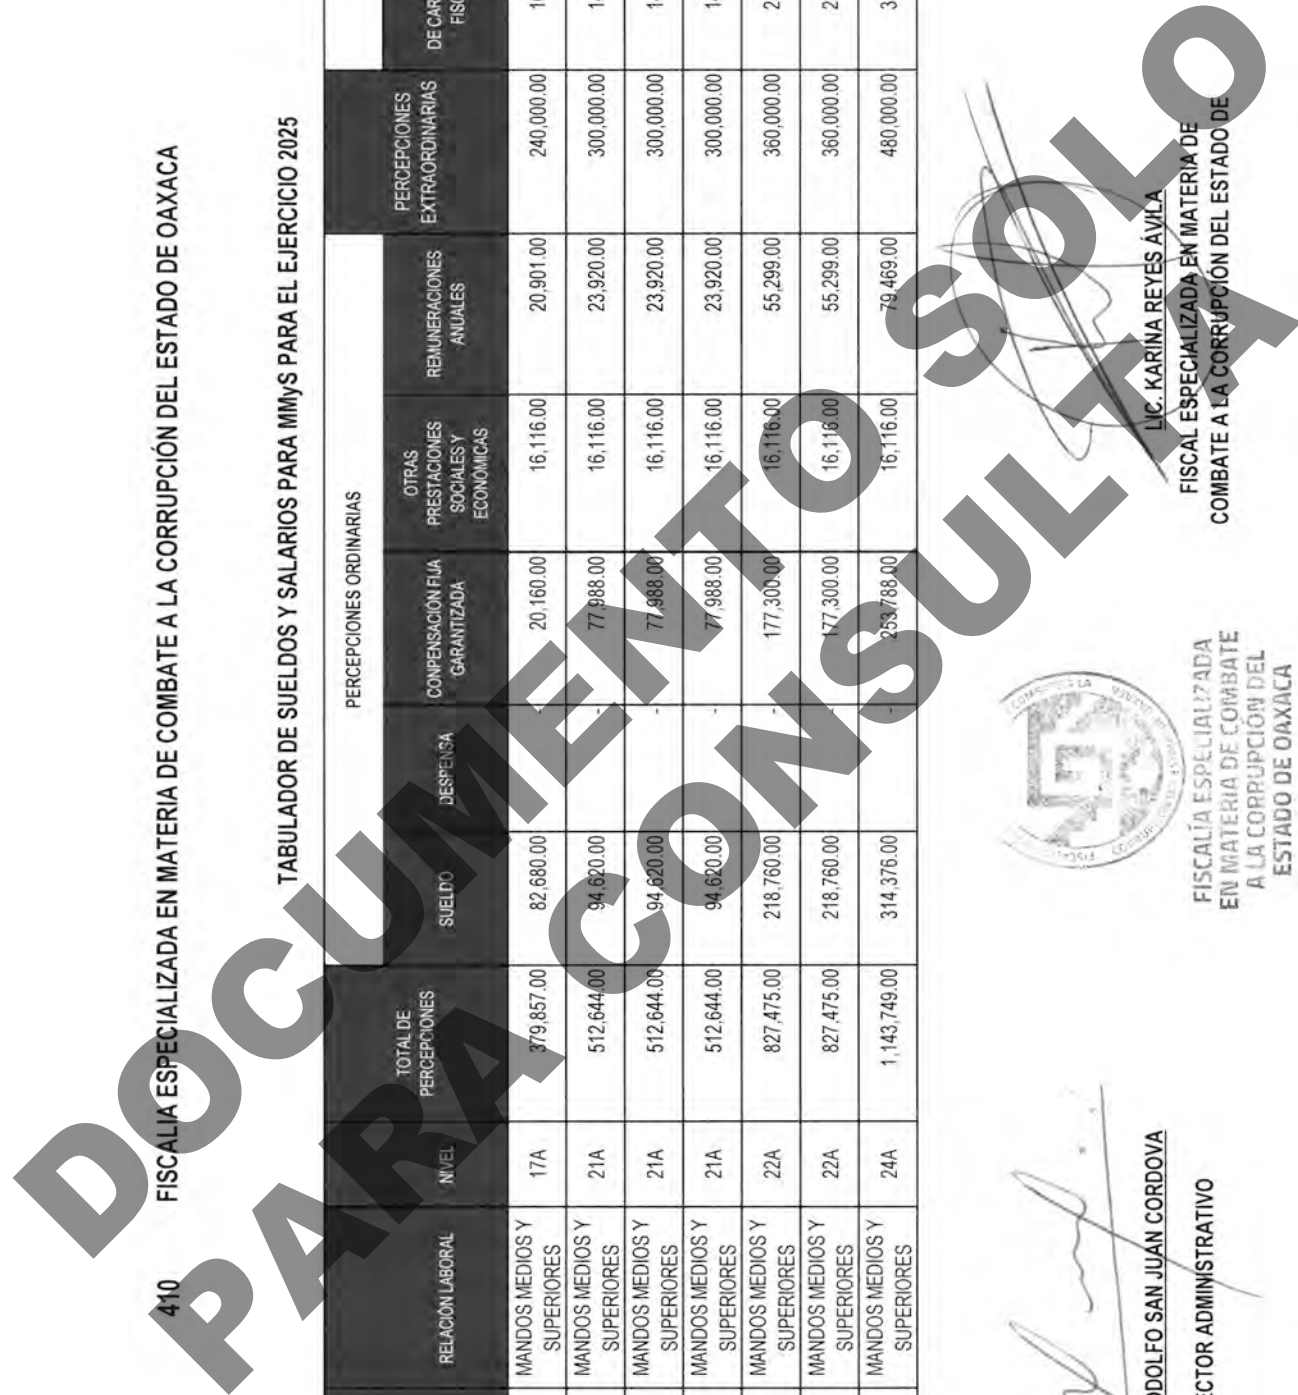 410 FISCALIA ESPECIALIZADA EN MATERIA DE COMBATE A LA CORRUPCIÓN DEL ESTADO DE OAXACA
TABULADOR DE SUELDOS Y SALARIOS PARA MMyS PARA EL EJERCICIO 2025
PERCEPCIONES ORDINARIAS
RELACIÓN LABORAL
NIVEL
TOTAL DE
PERCEPCIONES
SUELDO
DESPENSA
CONPENSACIÓN FIJA
GARANTIZADA
OTRAS
PRESTACIONES
SOCIALES Y
ECONÓMICAS
REMUNERACIONES
ANUALES
PERCEPCIONES
EXTRAORDINARIAS
DE CAR
FISC
MANDOS MEDIOS Y
SUPERIORES 17A 379,857.00 82,680.00 - 20,160.00 16,116.00 20,901.00 240,000.00
MANDOS MEDIOS Y
SUPERIORES 21A 512,644.00 94,620.00 - 77,988.00 16,116.00 23,920.00 300,000.00
MANDOS MEDIOS Y
SUPERIORES 21A 512,644.00 94,620.00 - 77,988.00 16,116.00 23,920.00 300,000.00
MANDOS MEDIOS Y
SUPERIORES 21A 512,644.00 94,620.00 - 77,988.00 16,116.00 23,920.00 300,000.00
MANDOS MEDIOS Y
SUPERIORES 22A 827,475.00 218,760.00 - 177,300.00 16,116.00 55,299.00 360,000.00
MANDOS MEDIOS Y
SUPERIORES 22A 827,475.00 218,760.00 - 177,300.00 16,116.00 55,299.00 360,000.00
MANDOS MEDIOS Y
SUPERIORES 24A 1,143,749.00 314,376.00 - 253,788.00 16,116.00 79,469.00 480,000.00
DOLFO SAN JUAN CORDOVA
CTOR ADMINISTRATIVO
FISCALÍA ESPECIALIZADA
EN MATERIA DE COMBATE
A LA CORRUPCIÓN DEL
ESTADO DE OAXACA
LIC. KARINA REYES ÁVILA
FISCAL ESPECIALIZADA EN MATERIA DE
COMBATE A LA CORRUPCIÓN DEL ESTADO DE
DOCUMENTO SOLO
PARA CONSULTA